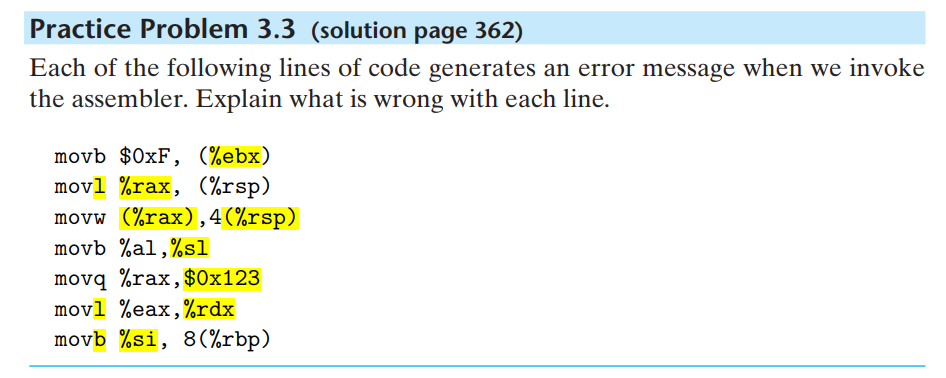 Practice Problem 3.3 (solution page 362)
Each of the following lines of code generates an error message when we invoke
the assembler. Explain what is wrong with each line.
movb $0xF, (%ebx)
movl %rax, (%rsp)
movw (%rax),4(%rsp)
movb %al,%sl
movq %rax,$0x123
movl %eax,%rdx
movb %si, 8(%rbp)